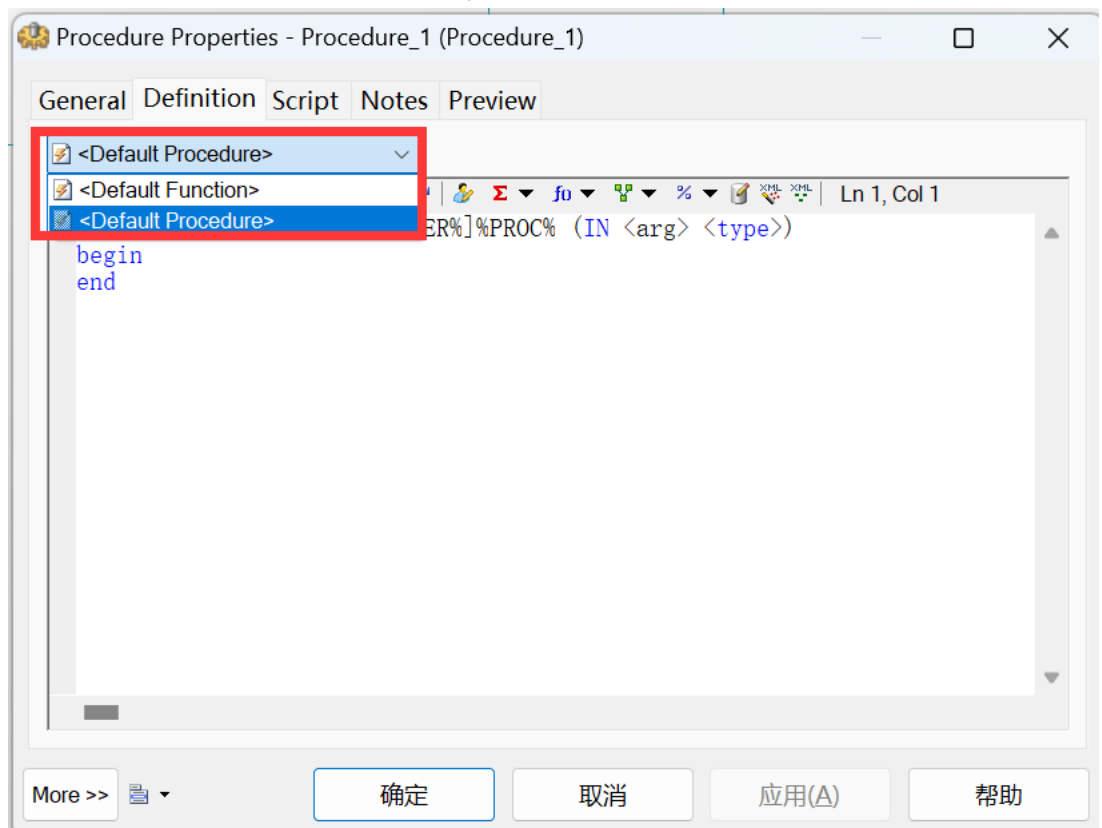 Procedure Properties - Procedure_1 (Procedure_1)
General Definition Script Notes Preview
<Default Procedure>
<Default Function>
Ln 1, Col 1
<Default Procedure>
ER%]%PROC% (IN <arg> <type>)
begin
end
More >> 确定 取消 应用(A) 帮助